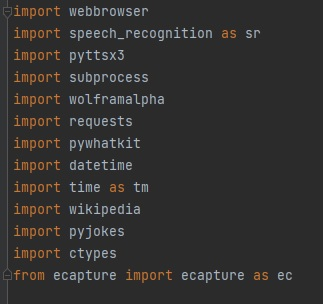 import webbrowser
import speech_recognition as sr
import pyttsx3
import subprocess
import wolframalpha
import requests
import pywhatkit
import datetime
import time as tm
import wikipedia
import pyjokes
import ctypes
from ecapture import ecapture as ec